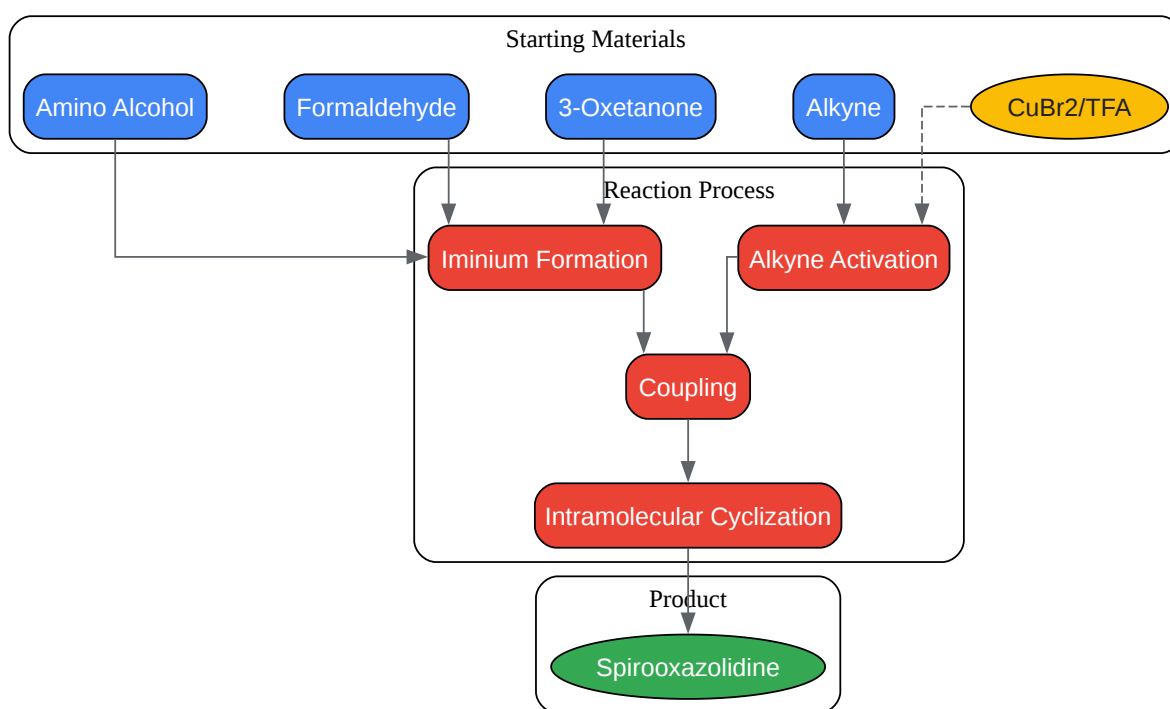 Starting Materials
Amino Alcohol
Formaldehyde
3-Oxetanone
Alkyne
CuBr2/TFA
Reaction Process
Iminium Formation
Alkyne Activation
Coupling
Intramolecular Cyclization
Product
Spirooxazolidine